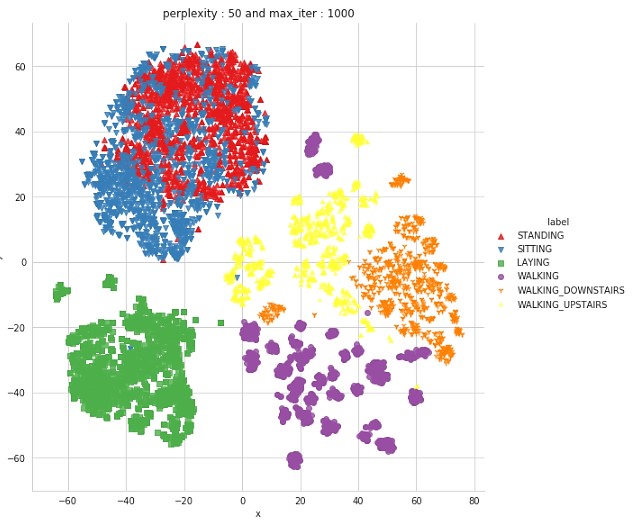 perplexity : 50 and max_iter : 1000
60
40
20
0
−20
−40
−60
−60
−40
−20
0
20
40
60
80
x
y
label
STANDING
SITTING
LAYING
WALKING
WALKING_DOWNSTAIRS
WALKING_UPSTAIRS